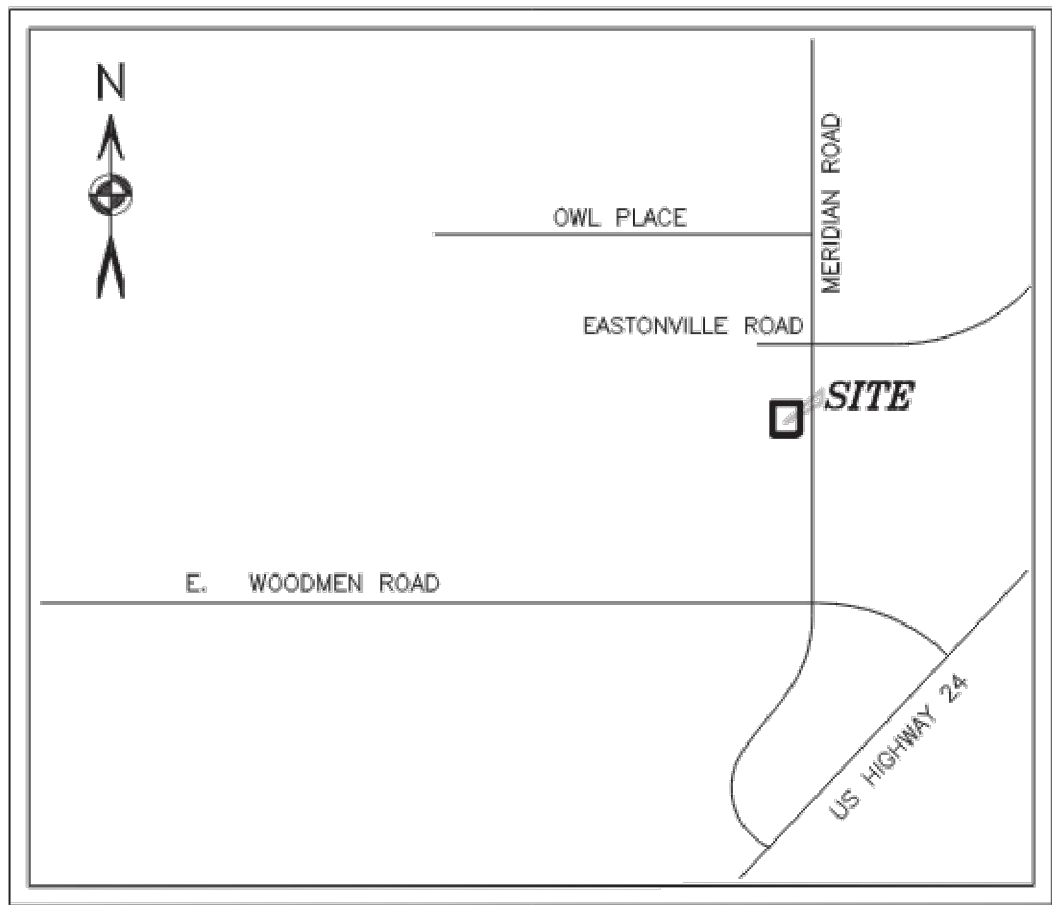 N
OWL PLACE
MERIDIAN ROAD
EASTONVILLE ROAD
SITE
E. WOODMEN ROAD
US HIGHWAY 24